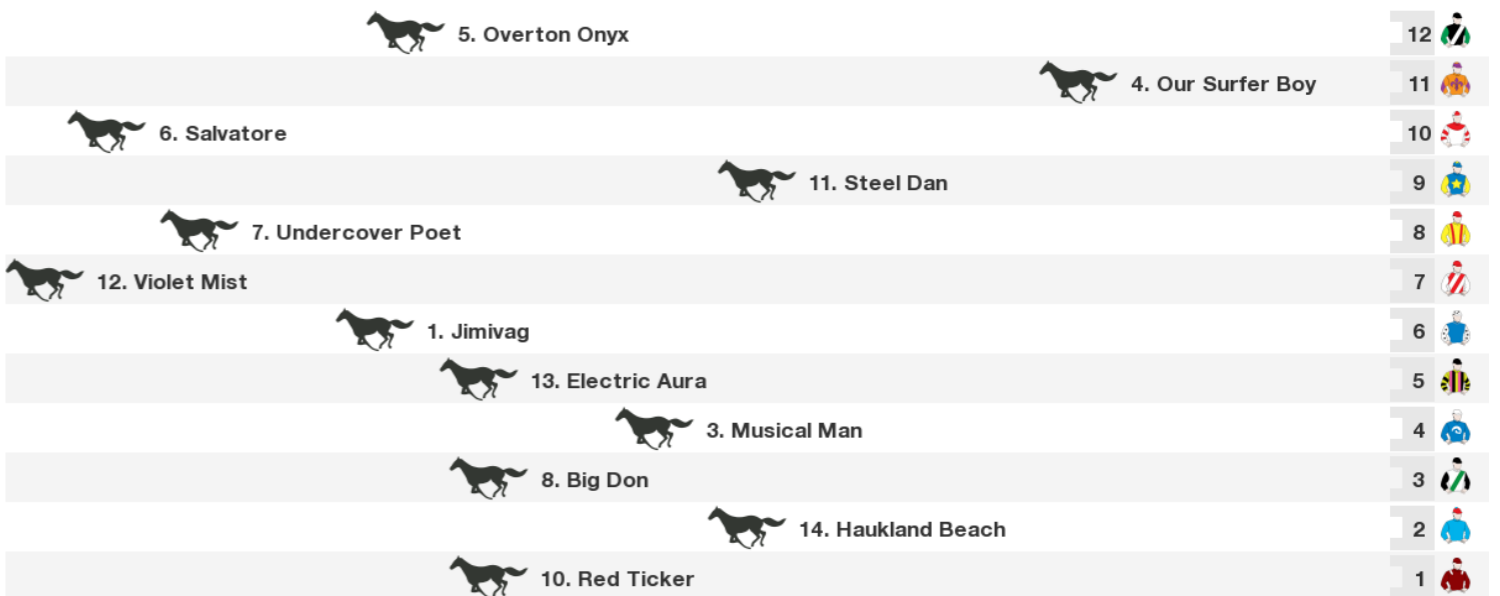 5. Overton Onyx 12
4. Our Surfer Boy 11
6. Salvatore 10
11. Steel Dan 9
7. Undercover Poet 8
12. Violet Mist 7
1. Jimivag 6
13. Electric Aura 5
3. Musical Man 4
8. Big Don 3
14. Haukland Beach 2
10. Red Ticker 1